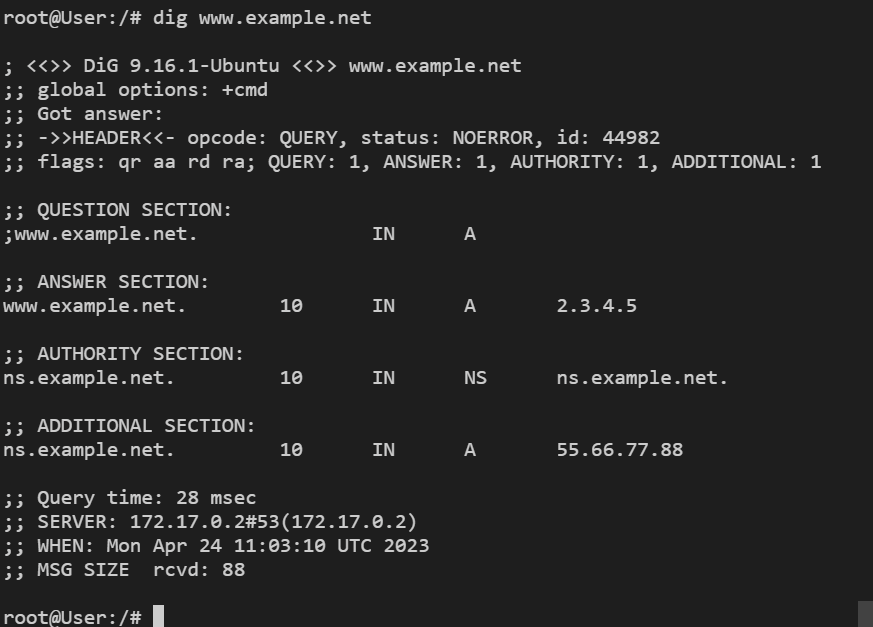 root@User:/# dig www.example.net
; <<>> DiG 9.16.1-Ubuntu <<>> www.example.net
;; global options: +cmd
;; Got answer:
;; ->>HEADER<<- opcode: QUERY, status: NOERROR, id: 44982
;; flags: qr aa rd ra; QUERY: 1, ANSWER: 1, AUTHORITY: 1, ADDITIONAL: 1
;; QUESTION SECTION:
;www.example.net. IN A
;; ANSWER SECTION:
www.example.net. 10 IN A 2.3.4.5
;; AUTHORITY SECTION:
ns.example.net. 10 IN NS ns.example.net.
;; ADDITIONAL SECTION:
ns.example.net. 10 IN A 55.66.77.88
;; Query time: 28 msec
;; SERVER: 172.17.0.2#53(172.17.0.2)
;; WHEN: Mon Apr 24 11:03:10 UTC 2023
;; MSG SIZE rcvd: 88
root@User:/#